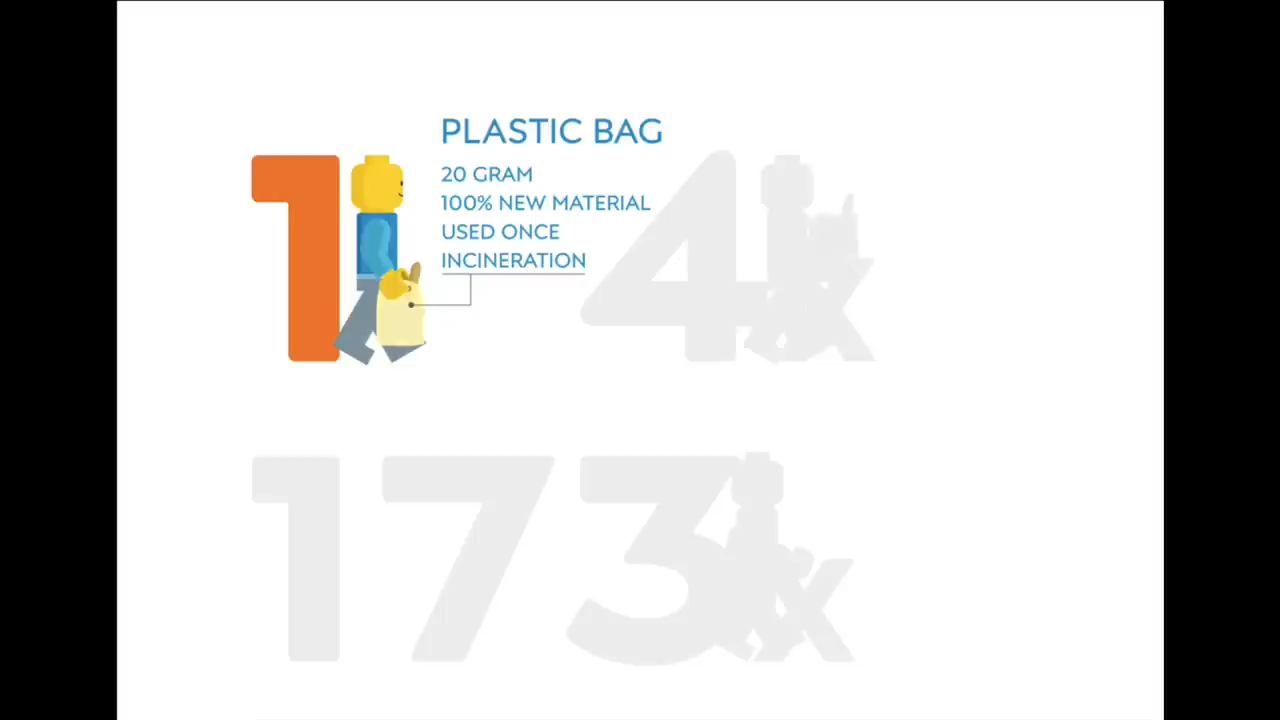 PLASTIC BAG
20 GRAM
100% NEW MATERIAL
USED ONCE
INCINERATION
1
4x
173x